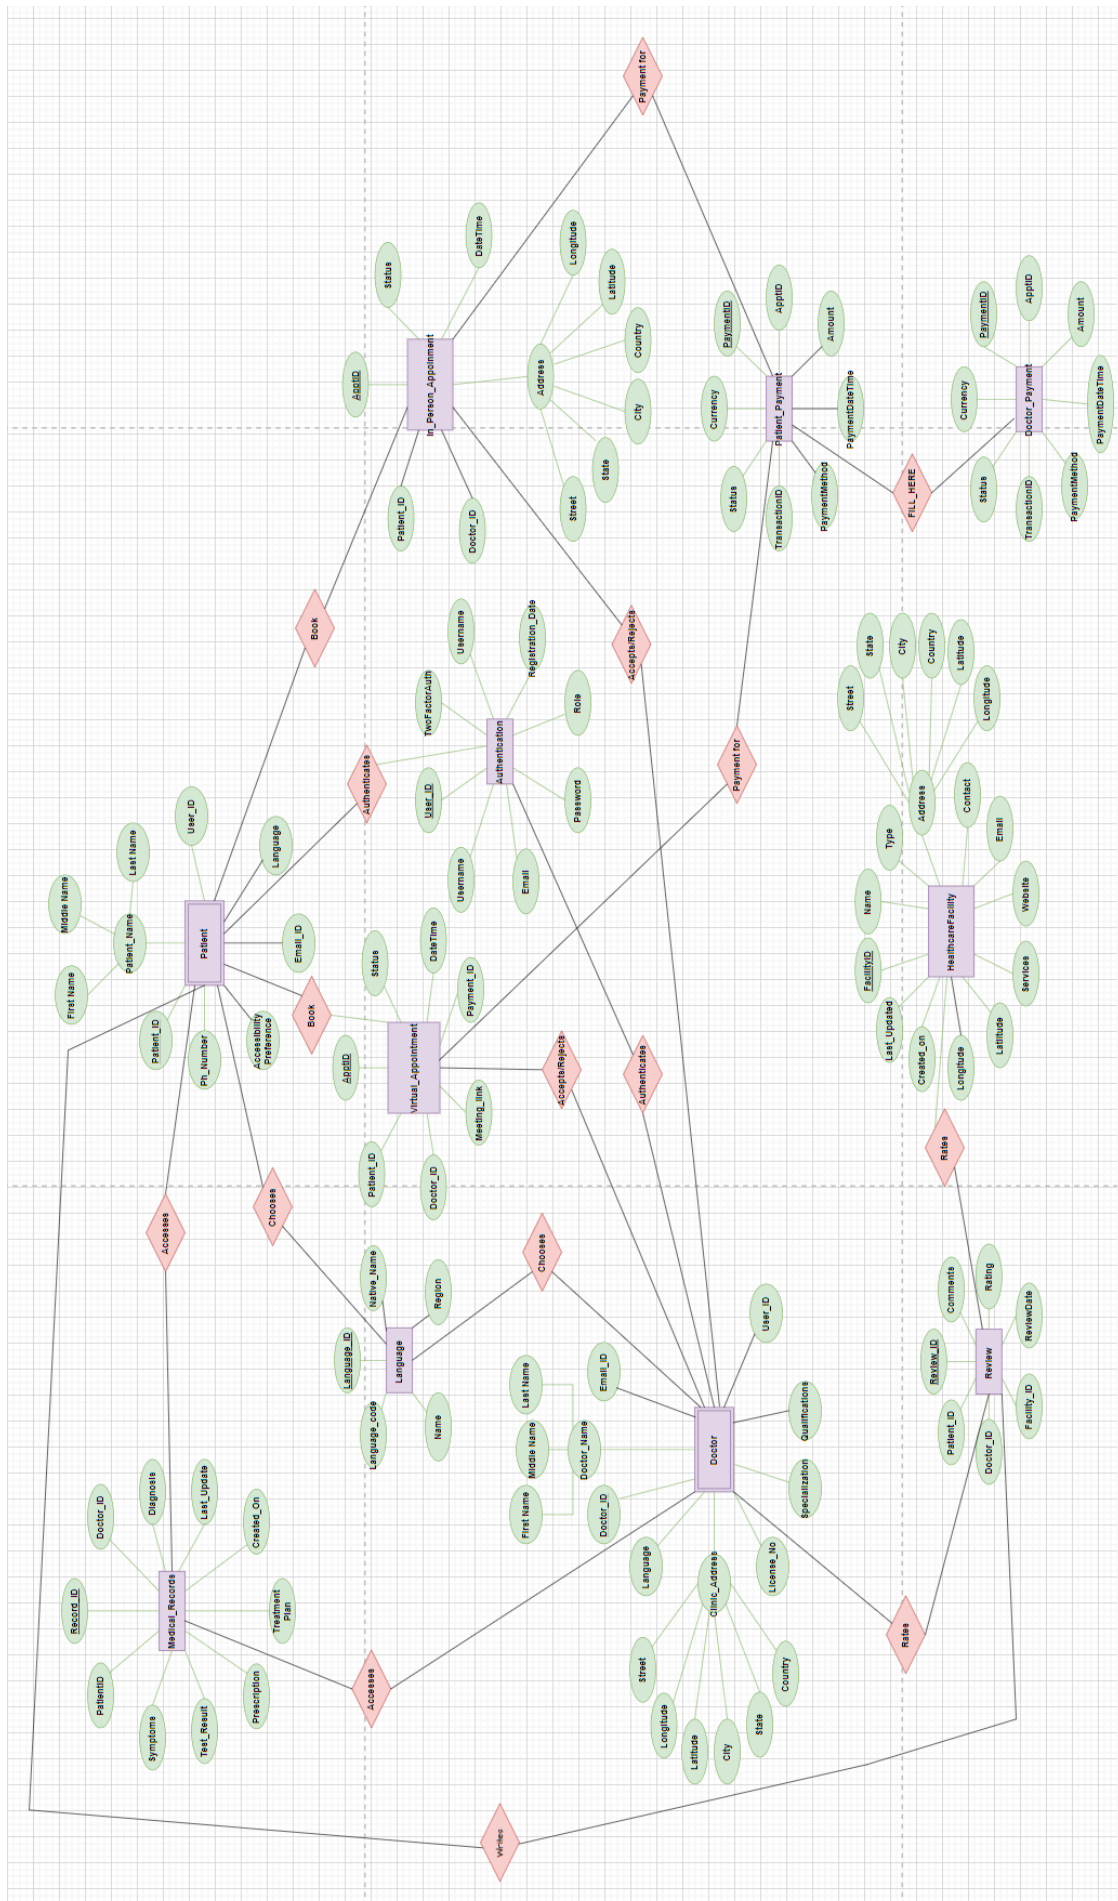 Record_ID
PatientID
Doctor_ID
Symptoms
Diagnosis
Medical_Records
Test_Result
Last_Update
Prescription
Created_On
Treatment
Plan
Accesses
Accesses
First Name
Middle Name
Last Name
Patient_Name
Patient_ID
User_ID
Patient
Ph_Number
Accessibility
Preference
Email_ID
Language
Chooses
Book
Book
Authenticates
Writes
Language_ID
Language_code
Native_Name
Language
Name
Region
Chooses
ApptID
Patient_ID
Status
Virtual_Appointment
Doctor_ID
DateTime
Meeting_link
Payment_ID
Accepts/Rejects
User_ID
TwoFactorAuth
Username
Username
Authentication
Email
Registration_Date
Password
Role
Authenticates
ApptID
Status
Patient_ID
In_Person_Appoinment
Doctor_ID
DateTime
Address
Street
State
City
Country
Latitude
Longitude
Accepts/Rejects
Payment for
Payment for
First Name
Middle Name
Last Name
Doctor_Name
Doctor_ID
Email_ID
Language
Doctor
Clinic_Address
Street
Longitude
Latitude
City
State
Country
License_No
Specialization
Qualifications
User_ID
Rates
Currency
PaymentID
Status
Patient_Payment
TransactionID
ApptID
PaymentMethod
PaymentDateTime
Amount
FILL_HERE
Review_ID
Patient_ID
Comments
Review
Doctor_ID
Rating
Facility_ID
ReviewDate
Rates
FacilityID
Name
Type
Last_Updated
Created_on
HealthcareFacility
Longitude
Latitude
Services
Website
Email
Contact
Address
Street
State
City
Country
Latitude
Longitude
Currency
PaymentID
Status
Doctor_Payment
TransactionID
ApptID
PaymentMethod
PaymentDateTime
Amount